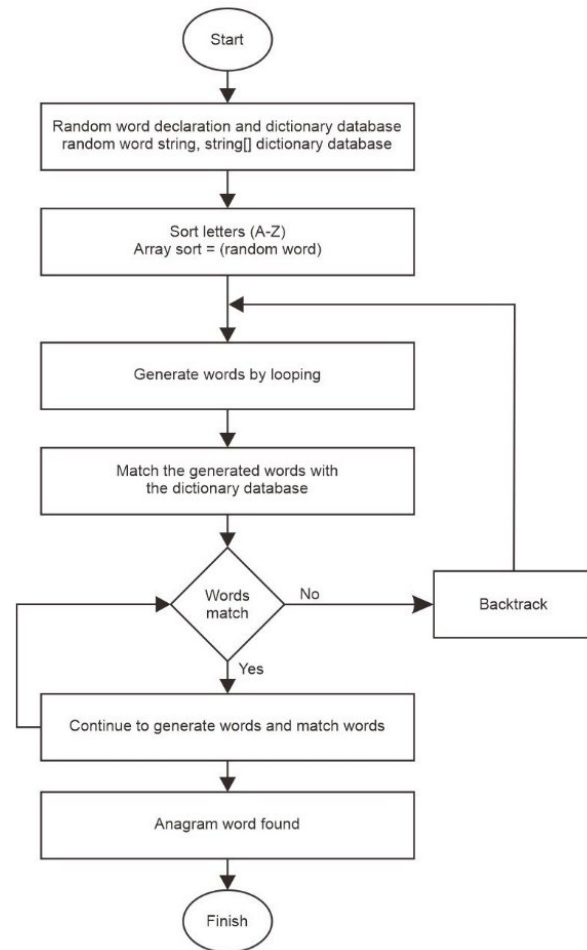 Start
Random word declaration and dictionary database
random word string, string[] dictionary database
Sort letters (A-Z)
Array sort = (random word)
Generate words by looping
Match the generated words with
the dictionary database
Words
match
No
Backtrack
Yes
Continue to generate words and match words
Anagram word found
Finish